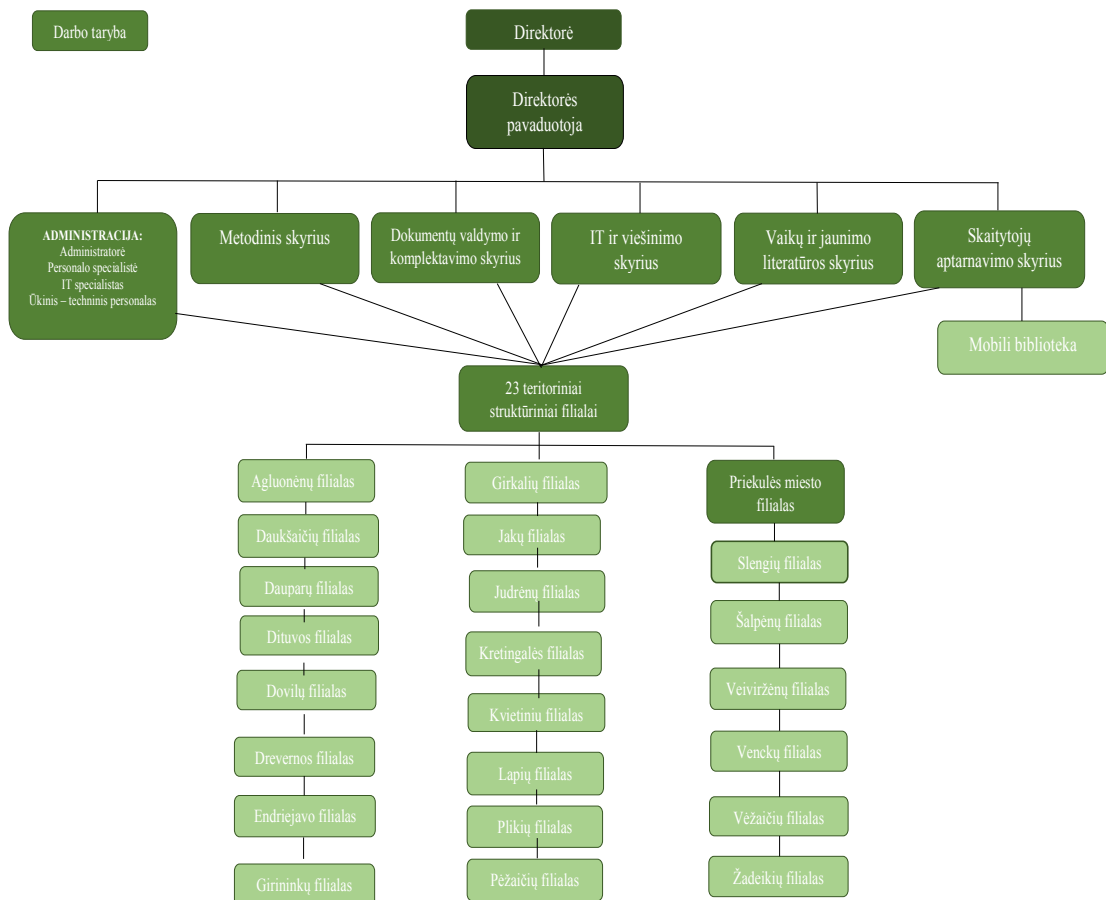 Darbo taryba
Direktorė
Direktorės
pavaduotoja
ADMINISTRACIJA:
Administratorė
Personalo specialistė
IT specialistas
Ūkinis – techninis personalas
Metodinis skyrius
Dokumentų valdymo ir
komplektavimo skyrius
IT ir viešinimo
skyrius
Vaikų ir jaunimo
literatūros skyrius
Skaitytojų
aptarnavimo skyrius
Mobili biblioteka
23 teritoriniai
struktūriniai filialai
Agluonėnų filialas
Daukšaičių filialas
Dauparų filialas
Dituvos filialas
Dovilų filialas
Drevernos filialas
Endriejavo filialas
Girininkų filialas
Girkalių filialas
Jakų filialas
Judrėnų filialas
Kretingalės filialas
Kvietiniu filialas
Lapių filialas
Plikių filialas
Pėžaičių filialas
Priekulės miesto
filialas
Slengių filialas
Šalpėnų filialas
Veiviržėnų filialas
Venckų filialas
Vėžaičių filialas
Žadeikių filialas